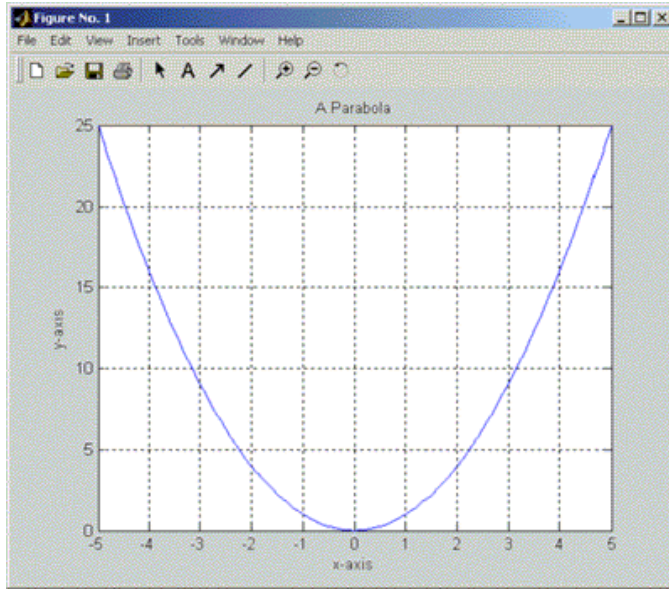 Figure No. 1
File Edit View Insert Tools Window Help
A
A Parabola
25
20
15
10
5
0
y-axis
-5 -4 -3 -2 -1 0 1 2 3 4 5
x-axis